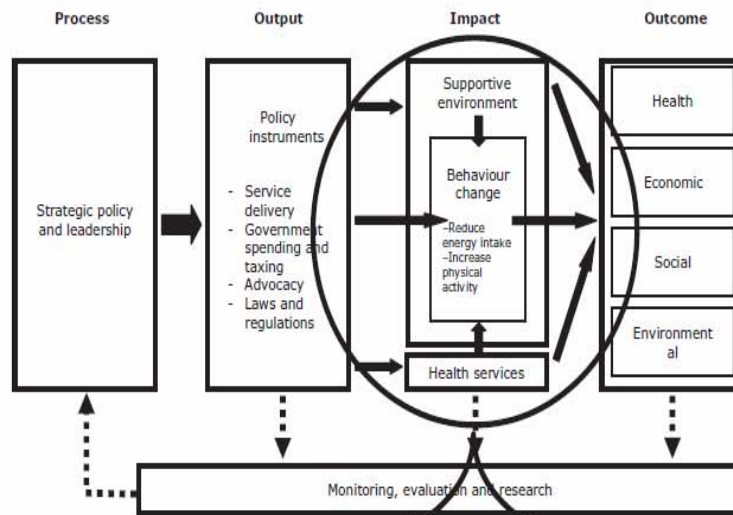 Process
Output
Impact
Outcome
Strategic policy
and leadership
Policy
instruments
- Service
delivery
- Government
spending and
taxing
- Advocacy
- Laws and
regulations
Supportive
environment
Behaviour
change
–Reduce
energy intake
–Increase
physical
activity
Health services
Health
Economic
Social
Environment
al
Monitoring, evaluation and research